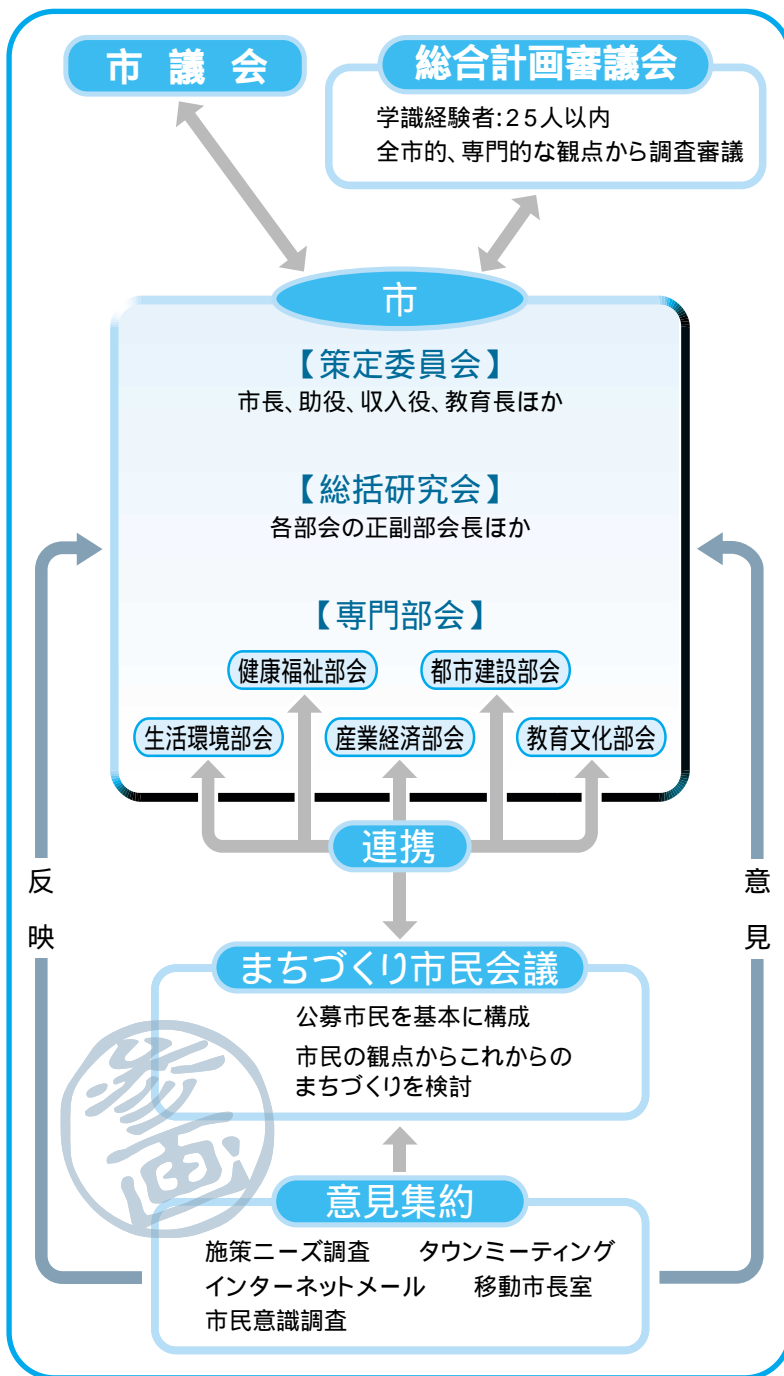 市議会
総合計画審議会
学識経験者:25人以内
全市的、専門的な観点から調査審議
市
【策定委員会】
市長、助役、収入役、教育長ほか
【総括研究会】
各部会の正副部会長ほか
【専門部会】
健康福祉部会
都市建設部会
生活環境部会
産業経済部会
教育文化部会
連携
反映
意見
まちづくり市民会議
公募市民を基本に構成
市民の観点からこれからの
まちづくりを検討
参画
意見集約
施策ニーズ調査 タウンミーティング
インターネットメール 移動市長室
市民意識調査